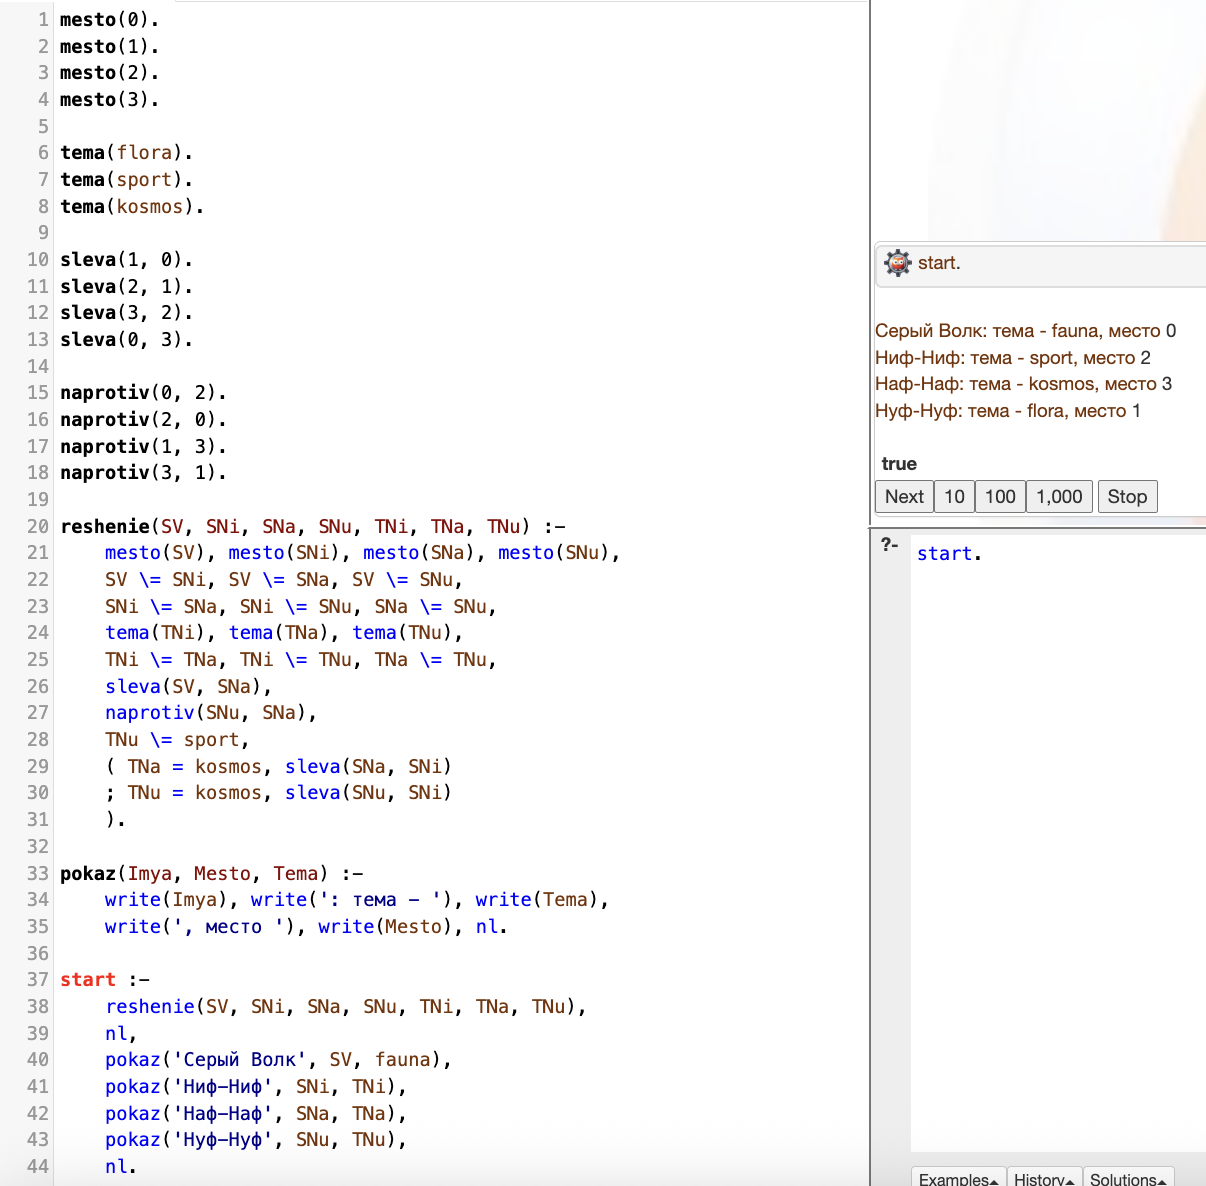 1 mesto(0).
2 mesto(1).
3 mesto(2).
4 mesto(3).
5
6 tema(flora).
7 tema(sport).
8 tema(kosmos).
9
10 sleva(1, 0).
11 sleva(2, 1).
12 sleva(3, 2).
13 sleva(0, 3).
14
15 naprotiv(0, 2).
16 naprotiv(2, 0).
17 naprotiv(1, 3).
18 naprotiv(3, 1).
19
20 reshenie(SV, SNi, SNa, SNu, TNi, TNa, TNu) :-
21     mesto(SV), mesto(SNi), mesto(SNa), mesto(SNu),
22     SV \= SNi, SV \= SNa, SV \= SNu,
23     SNi \= SNa, SNi \= SNu, SNa \= SNu,
24     tema(TNi), tema(TNa), tema(TNu),
25     TNi \= TNa, TNi \= TNu, TNa \= TNu,
26     sleva(SV, SNa),
27     naprotiv(SNu, SNa),
28     TNu \= sport,
29     ( TNa = kosmos, sleva(SNa, SNi)
30     ; TNu = kosmos, sleva(SNu, SNi)
31     ).
32
33 pokaz(Imya, Mesto, Tema) :-
34     write(Imya), write(': тема - '), write(Tema),
35     write(', место '), write(Mesto), nl.
36
37 start :-
38     reshenie(SV, SNi, SNa, SNu, TNi, TNa, TNu),
39     nl,
40     pokaz('Серый Волк', SV, fauna),
41     pokaz('Ниф-Ниф', SNi, TNi),
42     pokaz('Наф-Наф', SNa, TNa),
43     pokaz('Нуф-Нуф', SNu, TNu),
44     nl.
start.
Серый Волк: тема - fauna, место 0
Ниф-Ниф: тема - sport, место 2
Наф-Наф: тема - kosmos, место 3
Нуф-Нуф: тема - flora, место 1
true
Next 10 100 1,000 Stop
?- start.
Examples History Solutions